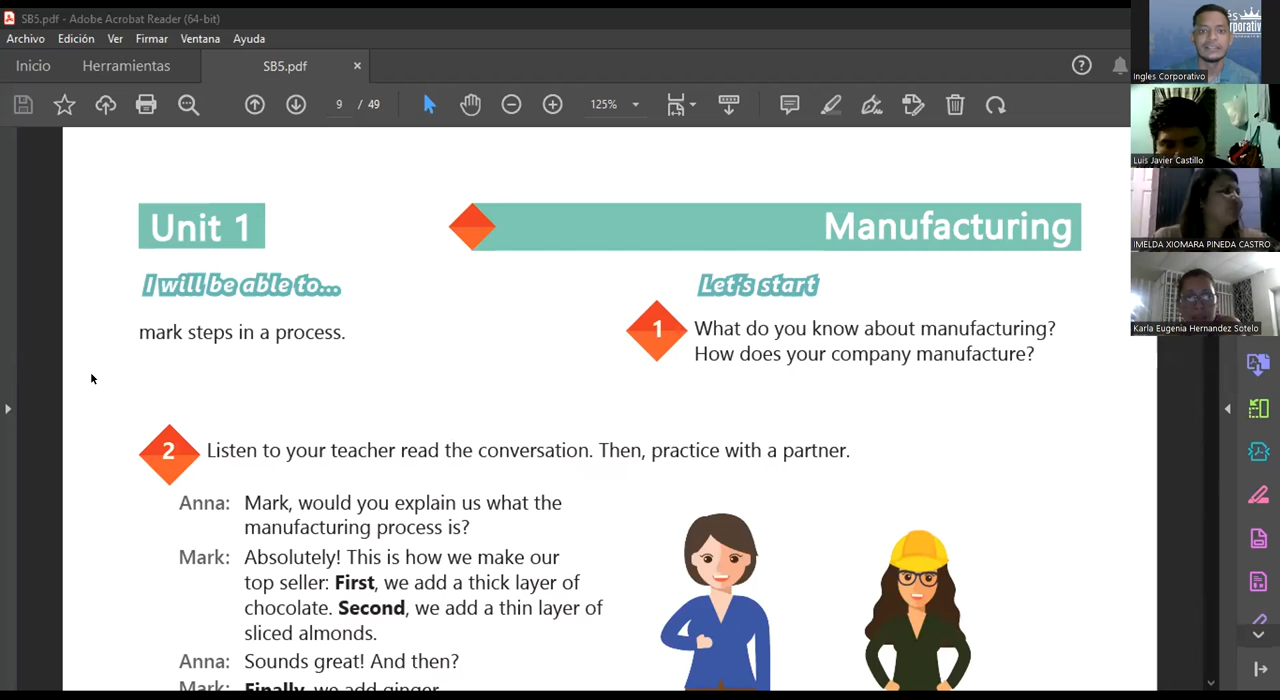 SB5.pdf - Adobe Acrobat Reader (64-bit)
Archivo Edición Ver Firmar Ventana Ayuda
Inicio Herramientas SB5.pdf ×
9 / 49 125%
Unit 1 Manufacturing
I will be able to...
mark steps in a process.
Let's start
1 What do you know about manufacturing?
How does your company manufacture?
2 Listen to your teacher read the conversation. Then, practice with a partner.
Anna: Mark, would you explain us what the
manufacturing process is?
Mark: Absolutely! This is how we make our
top seller: First, we add a thick layer of
chocolate. Second, we add a thin layer of
sliced almonds.
Anna: Sounds great! And then?
Mark: Finally, we add ginger
Ingles Corporativo
Luis Javier Castillo
IMELDA XIOMARA PINEDA CASTRO
Karla Eugenia Hernandez Sotelo